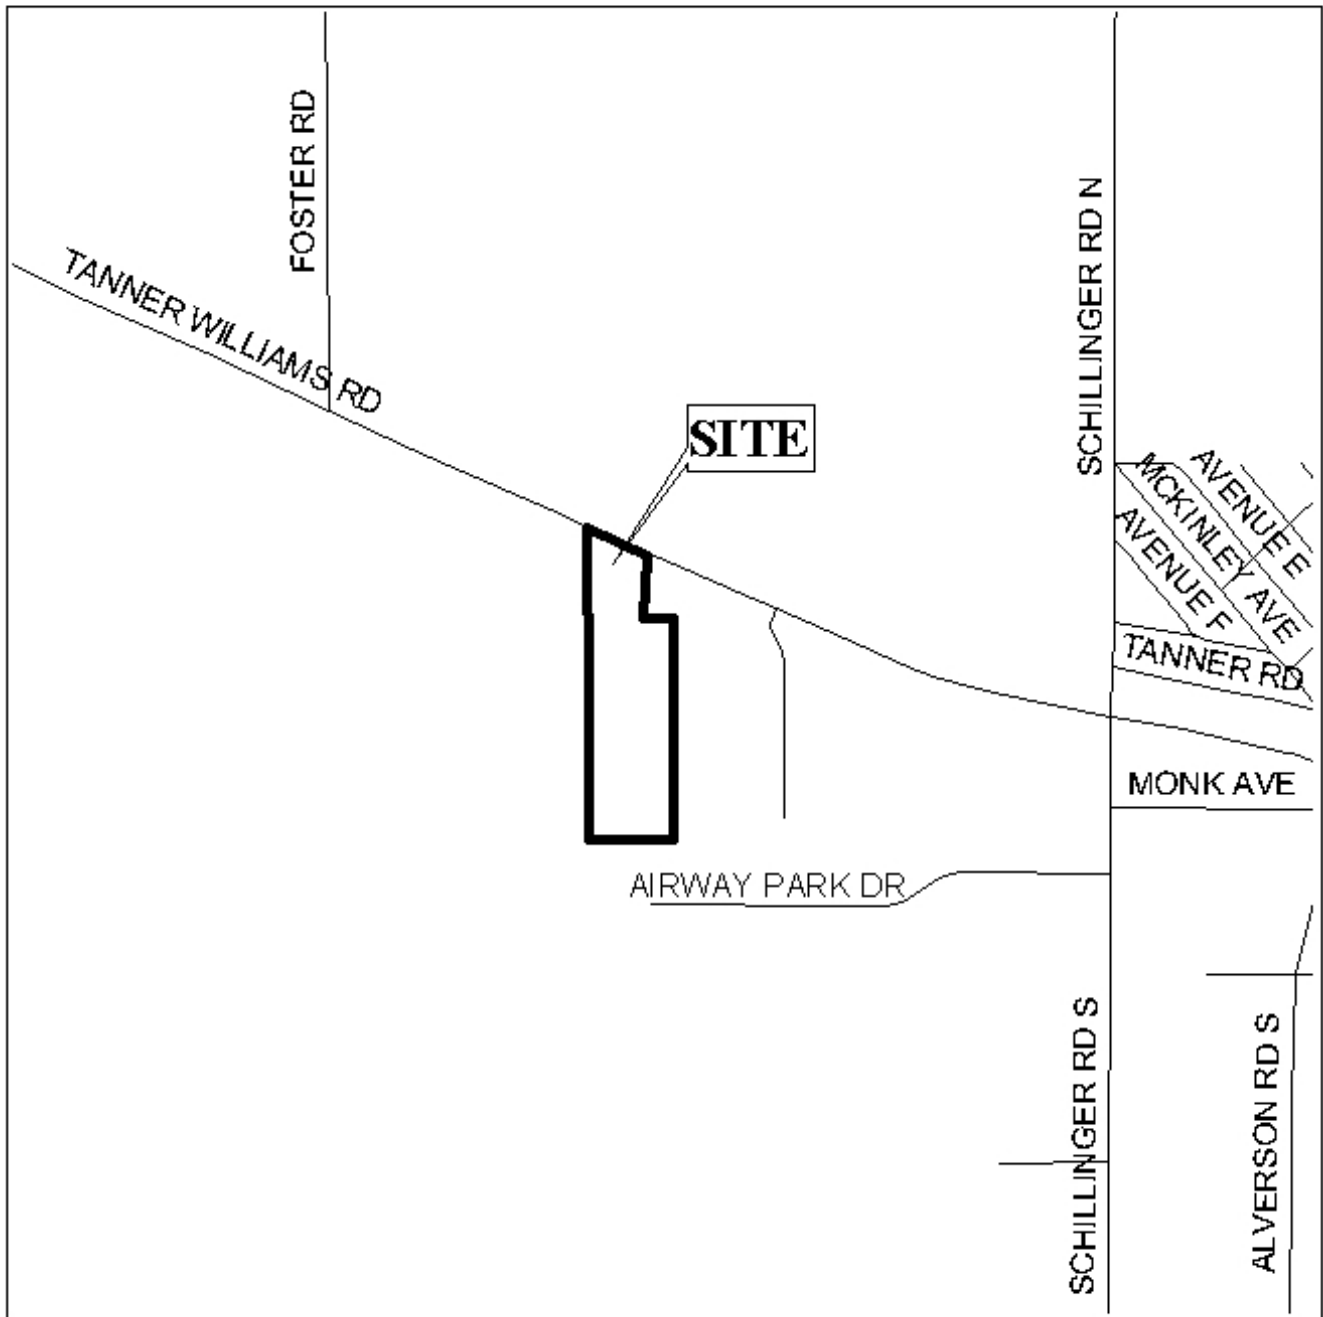 FOSTER RD
TANNER WILLIAMS RD
SCHILLINGER RD N
SITE
AVENUE E
MCKINLEY AVE
AVENUE F
TANNER RD
MONK AVE
AIRWAY PARK DR
SCHILLINGER RD S
ALVERSON RD S